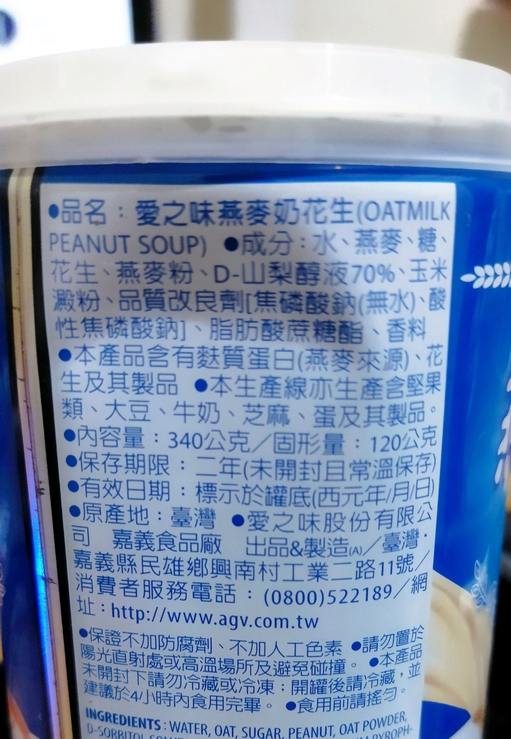 ●品名：愛之味燕麥奶花生(OATMILK
PEANUT SOUP) ●成分：水、燕麥、糖、
花生、燕麥粉、D-山梨醇液70%、玉米
澱粉、品質改良劑[焦磷酸鈉(無水)、酸
性焦磷酸鈉]、脂肪酸蔗糖酯、香料
●本產品含有麩質蛋白(燕麥來源)、花
生及其製品 ●本生產線亦生產含堅果
類、大豆、牛奶、芝麻、蛋及其製品。
●內容量：340公克／固形量：120公克
●保存期限：二年(未開封且常溫保存)
●有效日期：標示於罐底(西元年/月/日)
●原產地：臺灣 ●愛之味股份有限公
司 嘉義食品廠 出品&製造(A)／臺灣．
嘉義縣民雄鄉興南村工業二路11號／
消費者服務電話：(0800)522189／網
址：http://www.agv.com.tw
●保證不加防腐劑、不加人工色素 ●請勿置於
陽光直射處或高溫場所及避免碰撞。●本產品
未開封下請勿冷藏或冷凍；開罐後請冷藏，並
建議於4小時內食用完畢。 ●食用前請搖勻。
INGREDIENTS : WATER, OAT, SUGAR, PEANUT, OAT POWDER,
D-SORBITOL